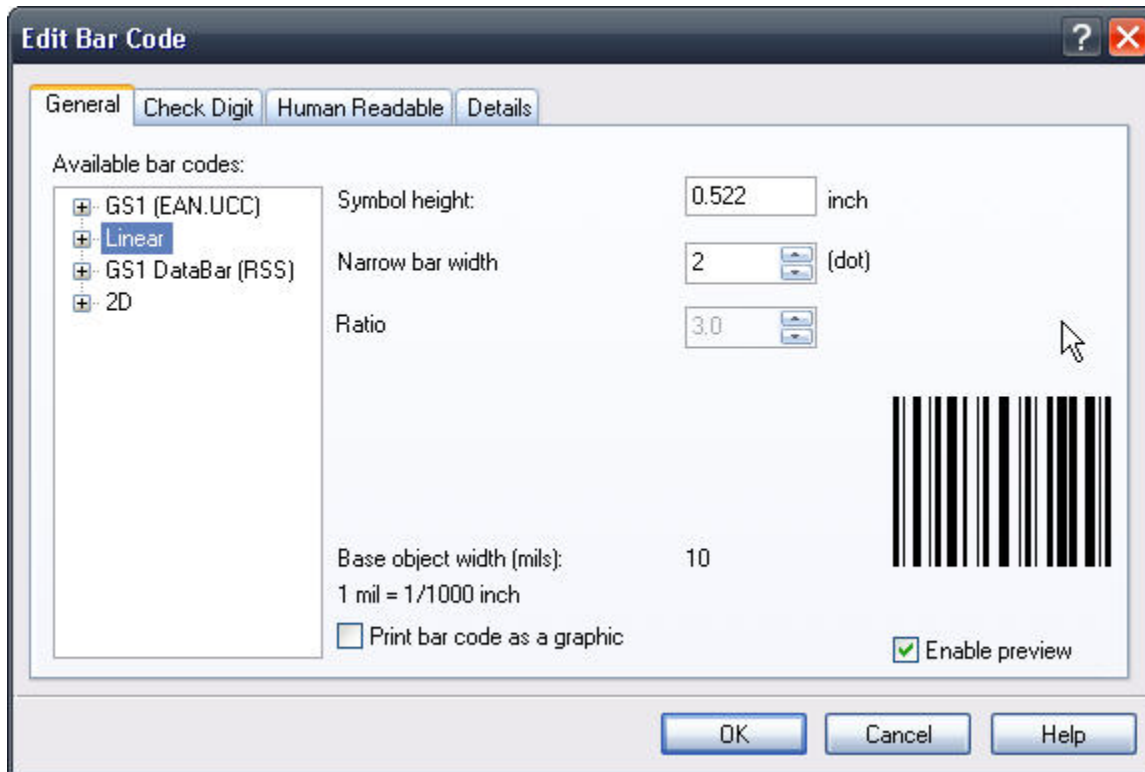 Edit Bar Code
General Check Digit Human Readable Details
Available bar codes:
GS1 (EAN.UCC)
Linear
GS1 DataBar (RSS)
2D
Symbol height: 0.522 inch
Narrow bar width 2 (dot)
Ratio 3.0
Base object width (mils): 10
1 mil = 1/1000 inch
Print bar code as a graphic
Enable preview
OK Cancel Help